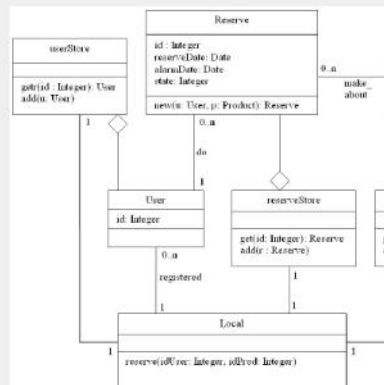 Reserve
id : Integer
reserveDate: Date
alarmDate: Date
state: Integer
new(u: User, p: Product): Reserve
userStore
getr(id : Integer): User
add(u: User)
0..n
make_
about
1
0..n
do
1
User
id: Integer
reserveStore
get(id: Integer): Reserve
add(r : Reserve)
0..n
registered
1
1
1
1
Local
1
reserve(idUser: Integer, idProd: Integer)